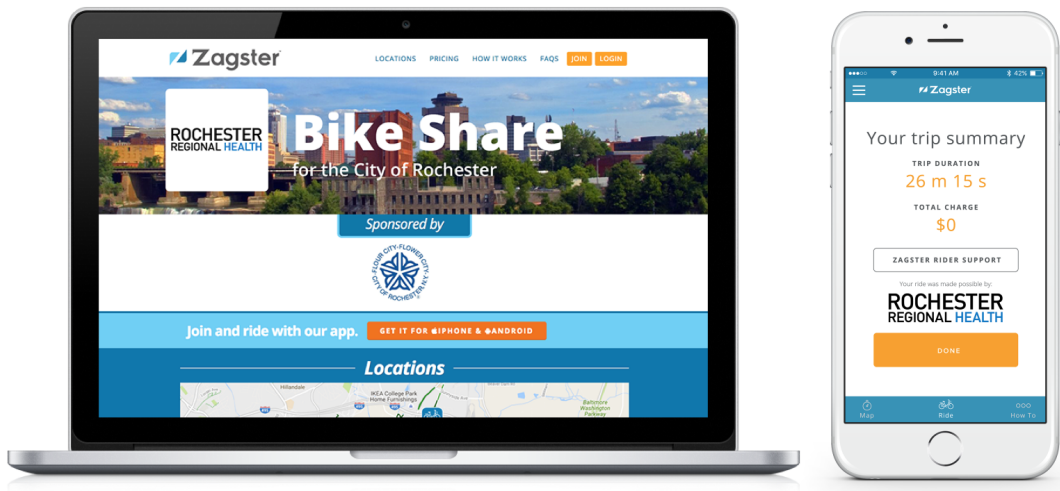 Zagster
LOCATIONS PRICING HOW IT WORKS FAQS JOIN LOGIN
ROCHESTER
REGIONAL HEALTH
Bike Share
for the City of Rochester
Sponsored by
FLOUR CITY-FLOWER CITY-
CITY OF ROCHESTER, N.Y.
Join and ride with our app. GET IT FOR IPHONE & ANDROID
Locations
Hillandale
IKEA College Park
Home Furnishings
Baltimore
Washington
Parkway
9:41 AM 42%
Zagster
Your trip summary
TRIP DURATION
26 m 15 s
TOTAL CHARGE
$0
ZAGSTER RIDER SUPPORT
Your ride was made possible by:
ROCHESTER
REGIONAL HEALTH
DONE
Map Ride How To